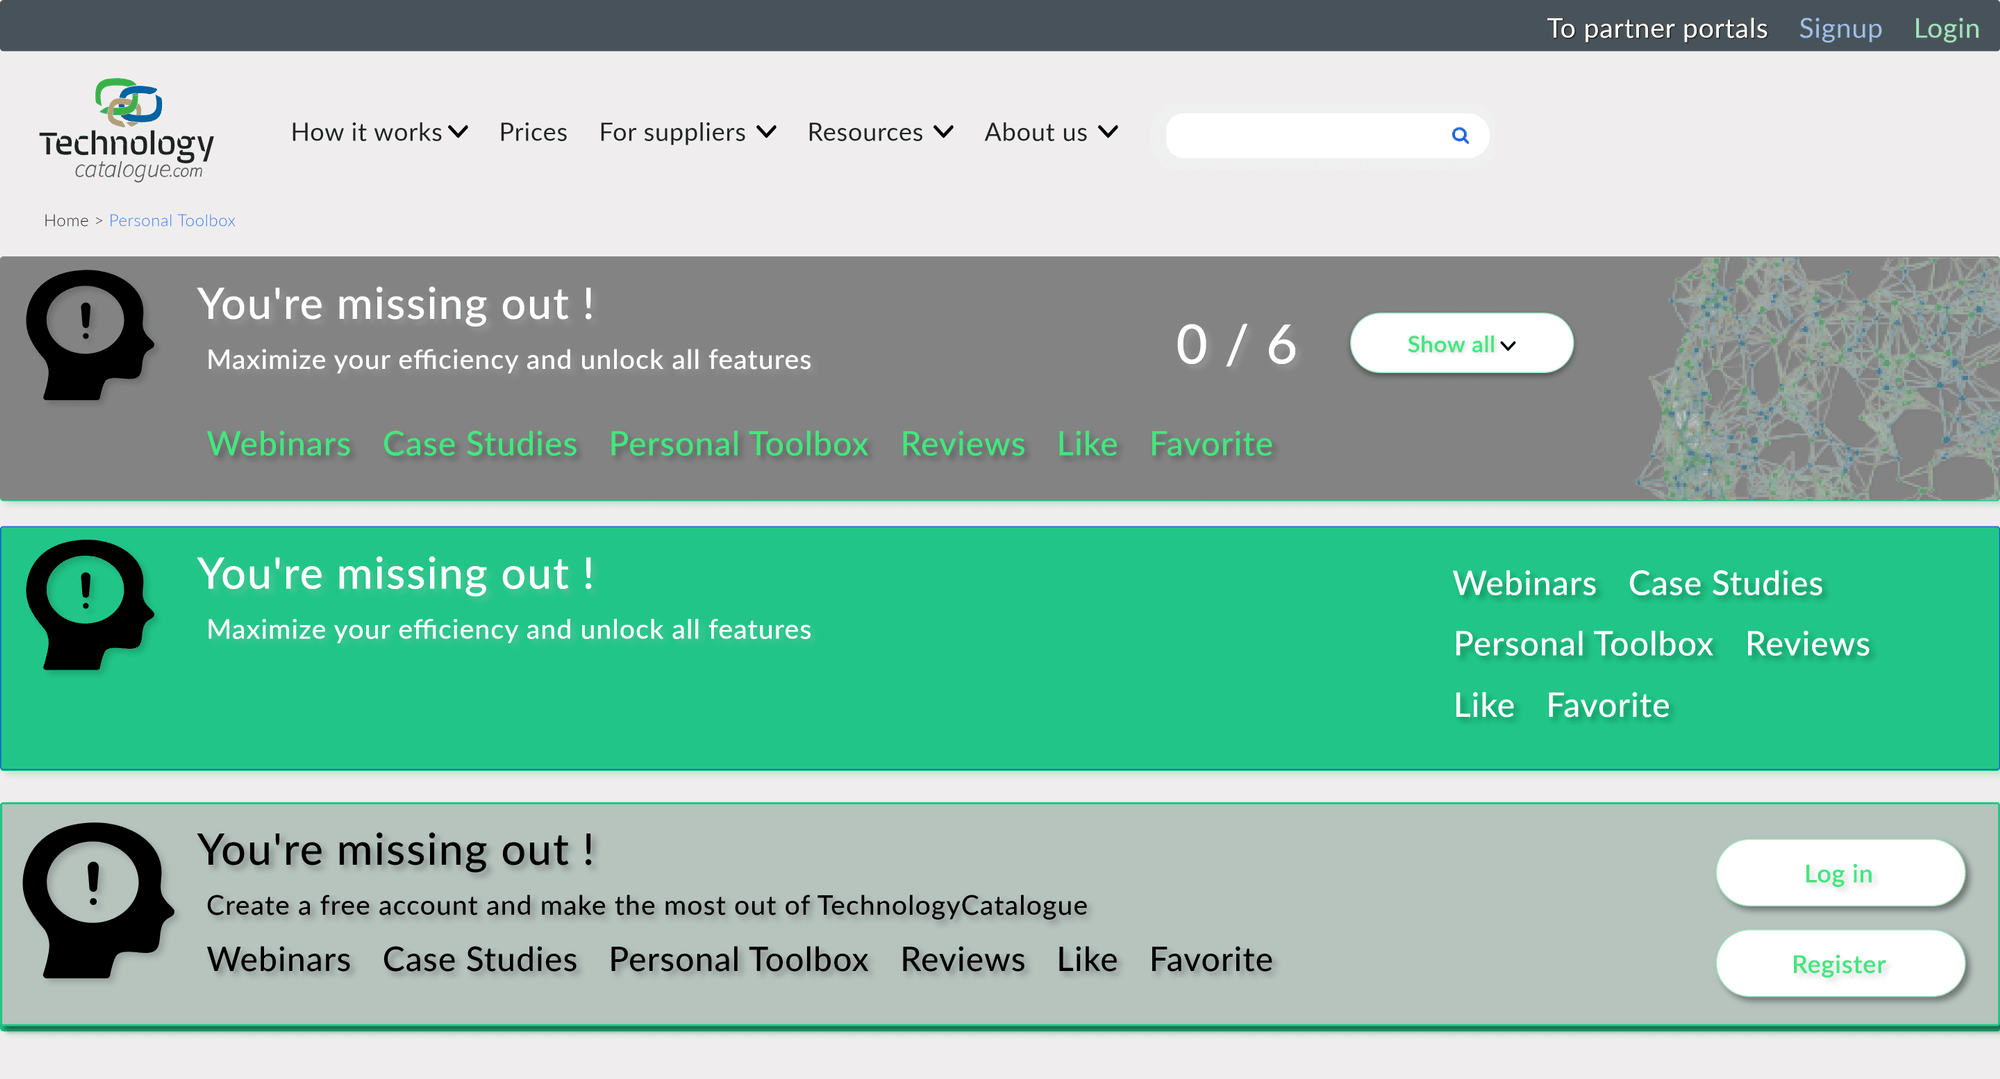 To partner portals Signup Login
Technology
catalogue.com
How it works Prices For suppliers Resources About us
Home > Personal Toolbox
You're missing out !
Maximize your efficiency and unlock all features
0 / 6
Show all
Webinars Case Studies Personal Toolbox Reviews Like Favorite
You're missing out !
Maximize your efficiency and unlock all features
Webinars Case Studies
Personal Toolbox Reviews
Like Favorite
You're missing out !
Create a free account and make the most out of TechnologyCatalogue
Webinars Case Studies Personal Toolbox Reviews Like Favorite
Log in
Register